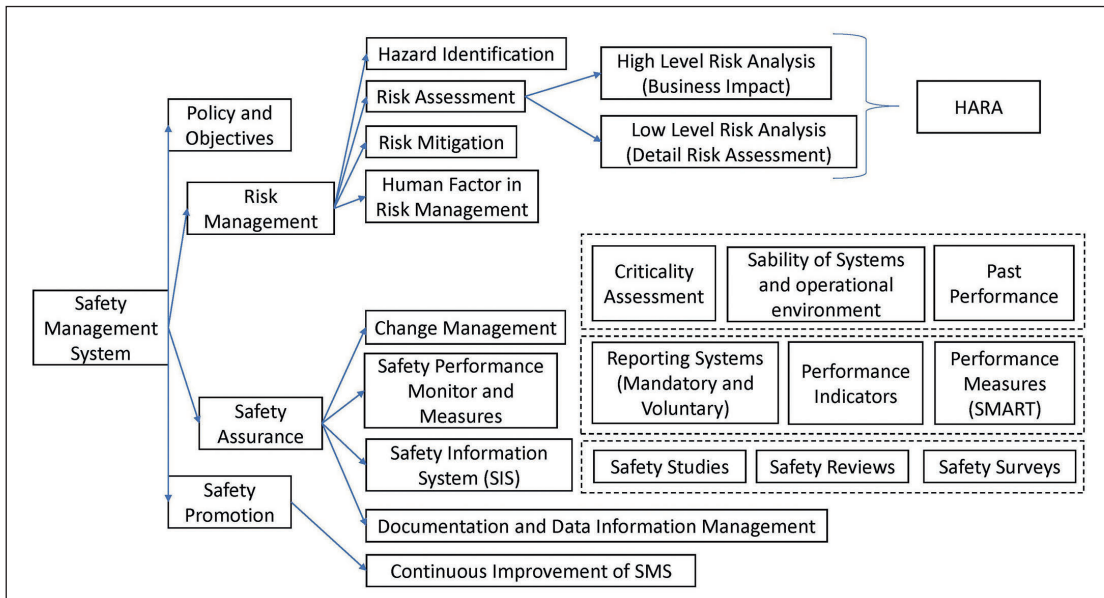 Hazard Identification
Risk Assessment
Risk Mitigation
Human Factor in
Risk Management
High Level Risk Analysis
(Business Impact)
Low Level Risk Analysis
(Detail Risk Assessment)
HARA
Policy and
Objectives
Risk
Management
Safety
Management
System
Safety
Assurance
Safety
Promotion
Change Management
Safety Performance
Monitor and
Measures
Safety Information
System (SIS)
Documentation and Data Information Management
Continuous Improvement of SMS
Criticality
Assessment
Sability of Systems
and operational
environment
Past
Performance
Reporting Systems
(Mandatory and
Voluntary)
Performance
Indicators
Performance
Measures
(SMART)
Safety Studies
Safety Reviews
Safety Surveys